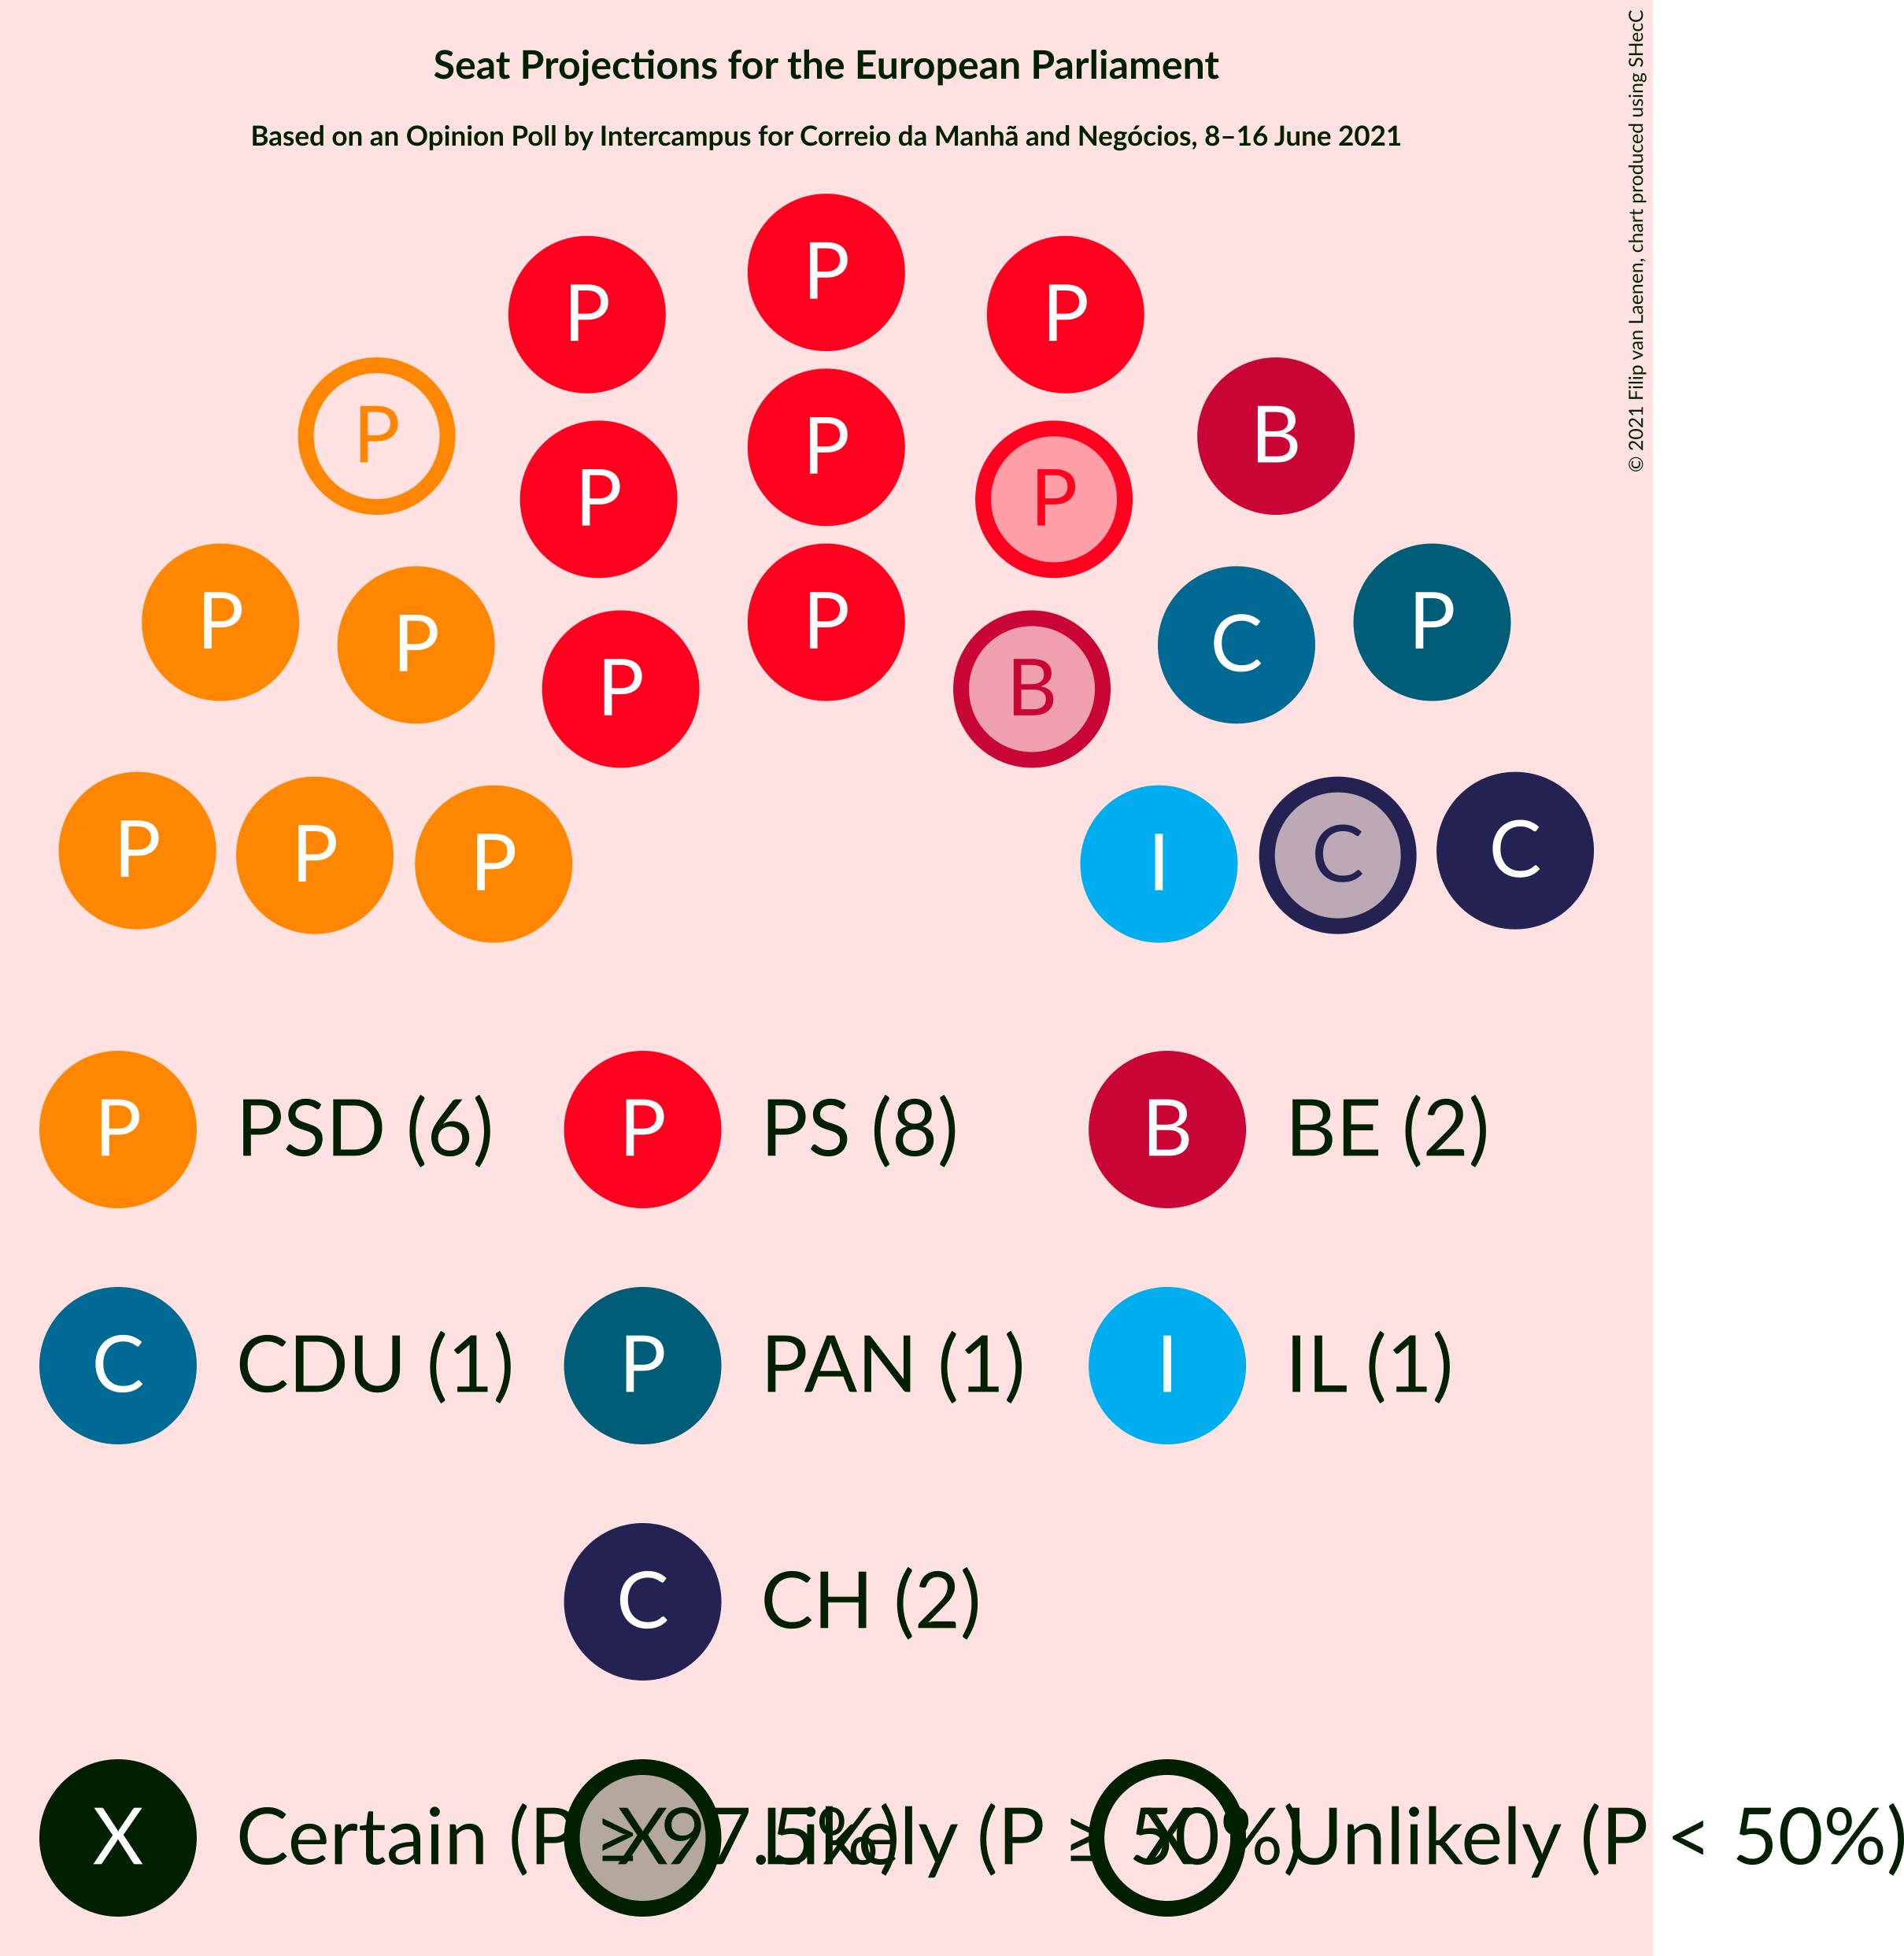 Seat Projections for the European Parliament
Based on an Opinion Poll by Intercampus for Correio da Manhã and Negócios, 8–16 June 2021
© 2021 Filip van Laenen, chart produced using SHecC
P
P P
P B
P
P P
P P
P C P
P B
P P P I C C
P PSD (6) P PS (8) B BE (2)
C CDU (1) P PAN (1) I IL (1)
C CH (2)
X Certain (P ≥ 97.5%) X Likely (P ≥ 50%) X Unlikely (P < 50%)